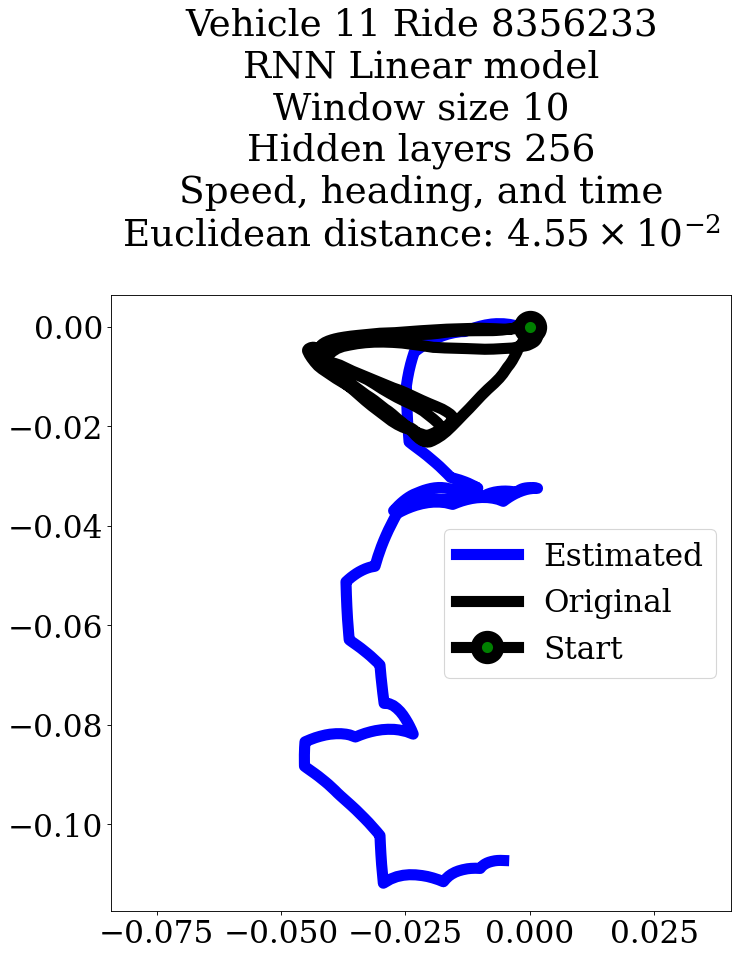 Vehicle 11 Ride 8356233
RNN Linear model
Window size 10
Hidden layers 256
Speed, heading, and time
Euclidean distance: 4.55 × 10⁻²
0.00
−0.02
−0.04
−0.06
−0.08
−0.10
Estimated
Original
Start
−0.075 −0.050 −0.025 0.000 0.025